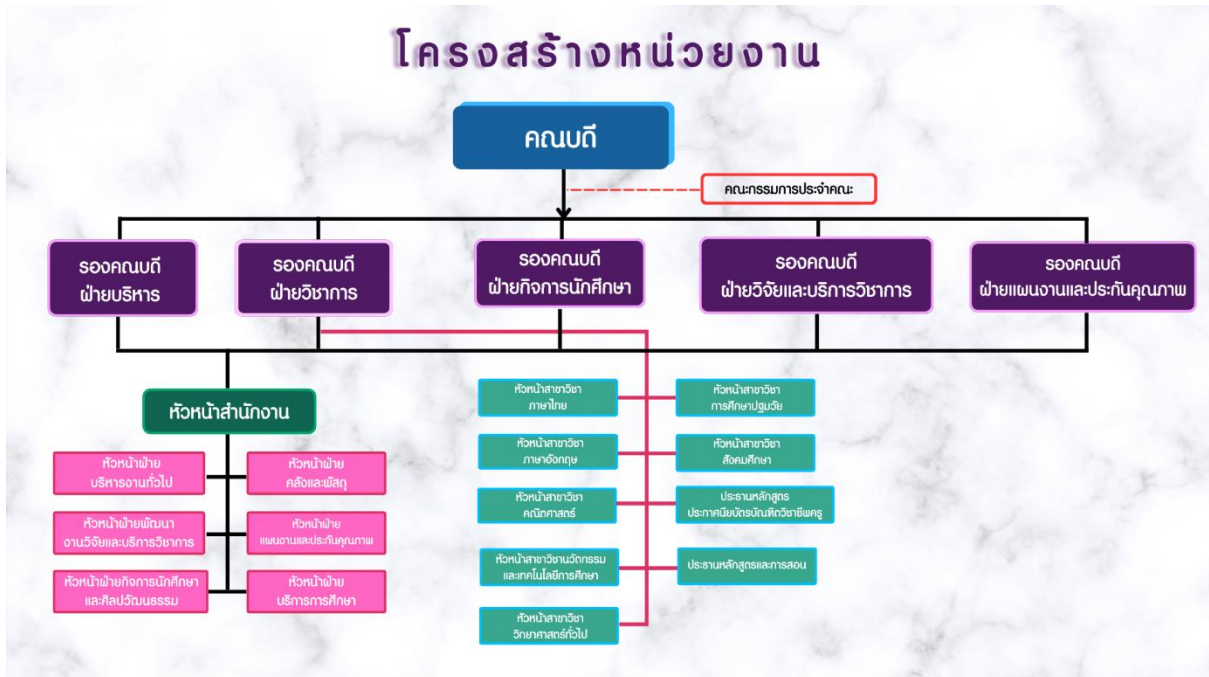 โครงสร้างหน่วยงาน
คณบดี
คณะกรรมการประจำคณะ
รองคณบดี
ฝ่ายบริหาร
รองคณบดี
ฝ่ายวิชาการ
รองคณบดี
ฝ่ายกิจการนักศึกษา
รองคณบดี
ฝ่ายวิจัยและบริการวิชาการ
รองคณบดี
ฝ่ายแผนงานและประกันคุณภาพ
หัวหน้าสำนักงาน
หัวหน้าฝ่าย
บริหารงานทั่วไป
หัวหน้าฝ่าย
คลังและพัสดุ
หัวหน้าฝ่ายพัฒนา
งานวิจัยและบริการวิชาการ
หัวหน้าฝ่าย
แผนงานและประกันคุณภาพ
หัวหน้าฝ่ายกิจการนักศึกษา
และศิลปวัฒนธรรม
หัวหน้าฝ่าย
บริการการศึกษา
หัวหน้าสาขาวิชา
ภาษาไทย
หัวหน้าสาขาวิชา
การศึกษาปฐมวัย
หัวหน้าสาขาวิชา
ภาษาอังกฤษ
หัวหน้าสาขาวิชา
สังคมศึกษา
หัวหน้าสาขาวิชา
คณิตศาสตร์
ประธานหลักสูตร
ประกาศนียบัตรบัณฑิตวิชาชีพครู
หัวหน้าสาขาวิชานวัตกรรม
และเทคโนโลยีการศึกษา
ประธานหลักสูตรและการสอน
หัวหน้าสาขาวิชา
วิทยาศาสตร์ทั่วไป